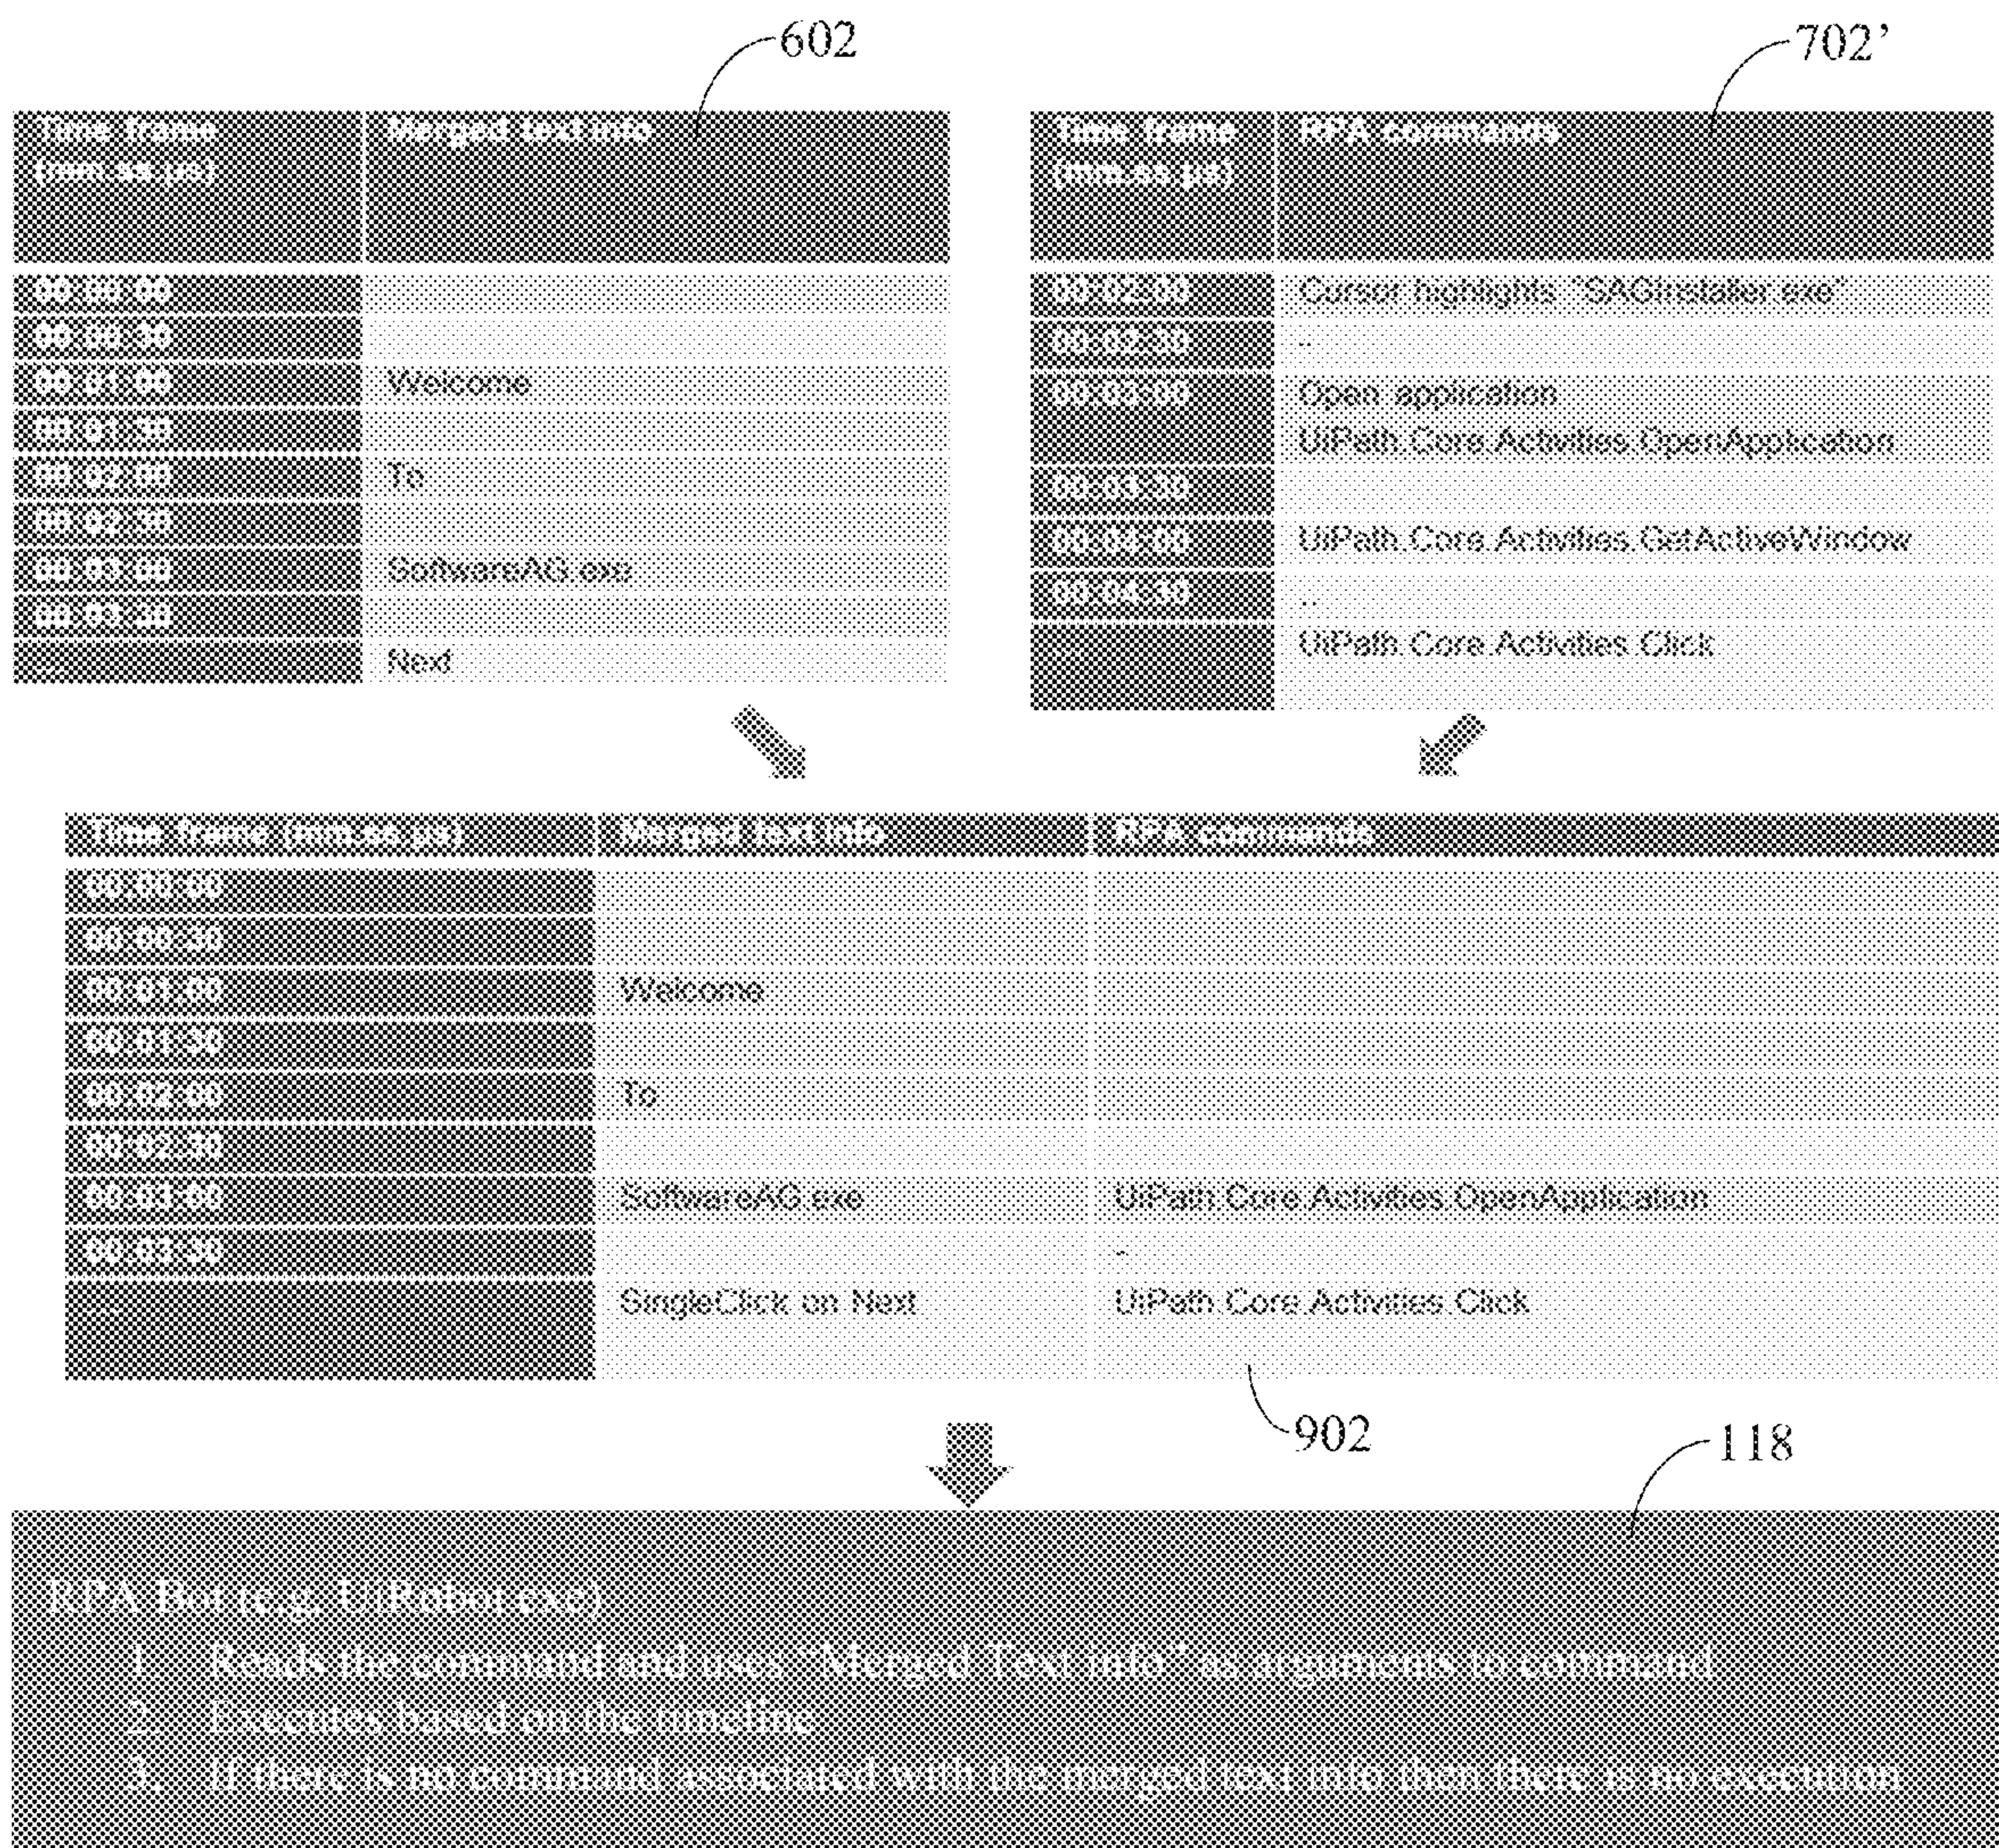 602
702’
Time frame
(mm.ss.µs)
Merged text info
00:00:00
00:00:30
00:01:00 Welcome
00:01:30
00:02:00 To
00:02:30
00:03:00 SoftwareAG.exe
00:03:30
... Next
Time frame
(mm.ss.µs)
RPA commands
00:02:00 Cursor highlights "SAGInstaller.exe"
00:02:30 ..
00:03:00 Open application
UiPath.Core.Activities.OpenApplication
00:03:30
00:04:00 UiPath.Core.Activities.GetActiveWindow
00:04:30 ..
... UiPath.Core.Activities.Click
Time frame (mm.ss.µs) Merged text info RPA commands
00:00:00
00:00:30
00:01:00 Welcome
00:01:30
00:02:00 To
00:02:30
00:03:00 SoftwareAG.exe UiPath.Core.Activities.OpenApplication
00:03:30 -
... SingleClick on Next UiPath.Core.Activities.Click
902
118
RPA Bot (e.g. UiRobot.exe)
1. Reads the command and uses "Merged Text info" as arguments to command
2. Executes based on the timeline
3. If there is no command associated with the merged text info then there is no execution